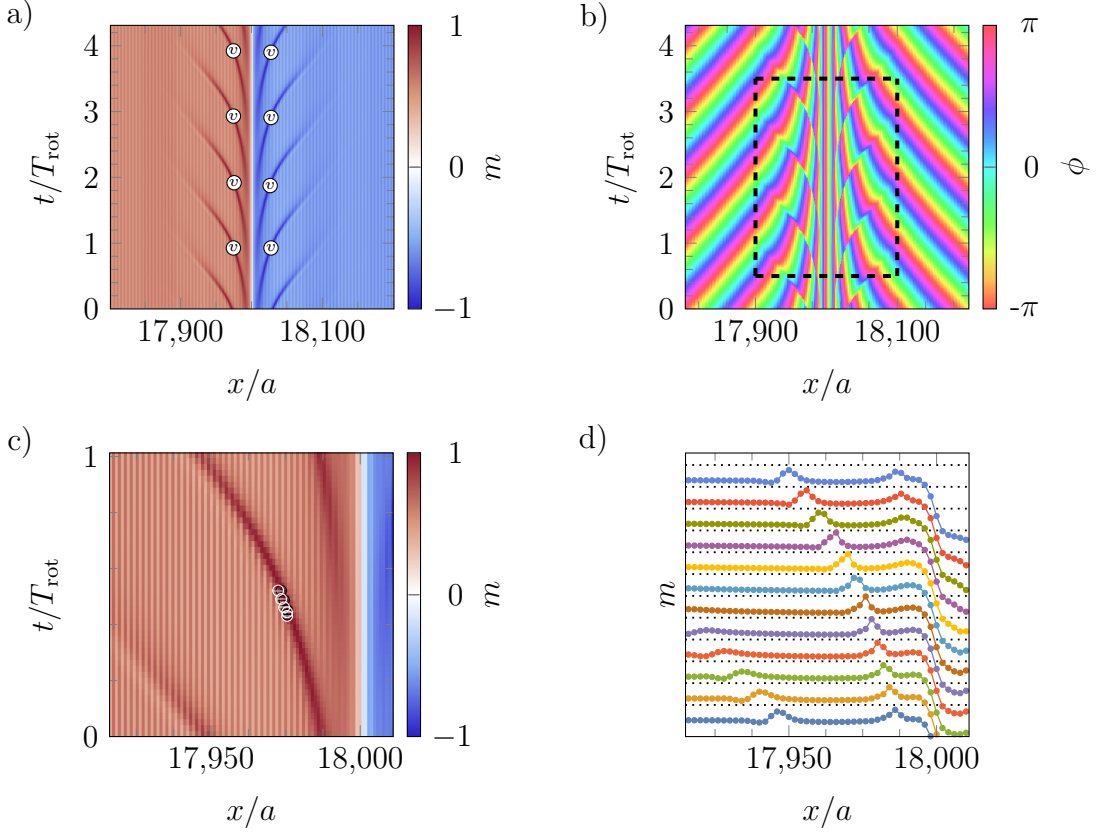 a)
4
3
2
1
0
t/T_rot
v v
v v
v v
v v
17,900 18,100
x/a
1
0
−1
m
b)
4
3
2
1
0
t/T_rot
17,900 18,100
x/a
π
0
-π
ϕ
c)
1
0
t/T_rot
17,950 18,000
x/a
1
0
−1
m
d)
m
17,950 18,000
x/a